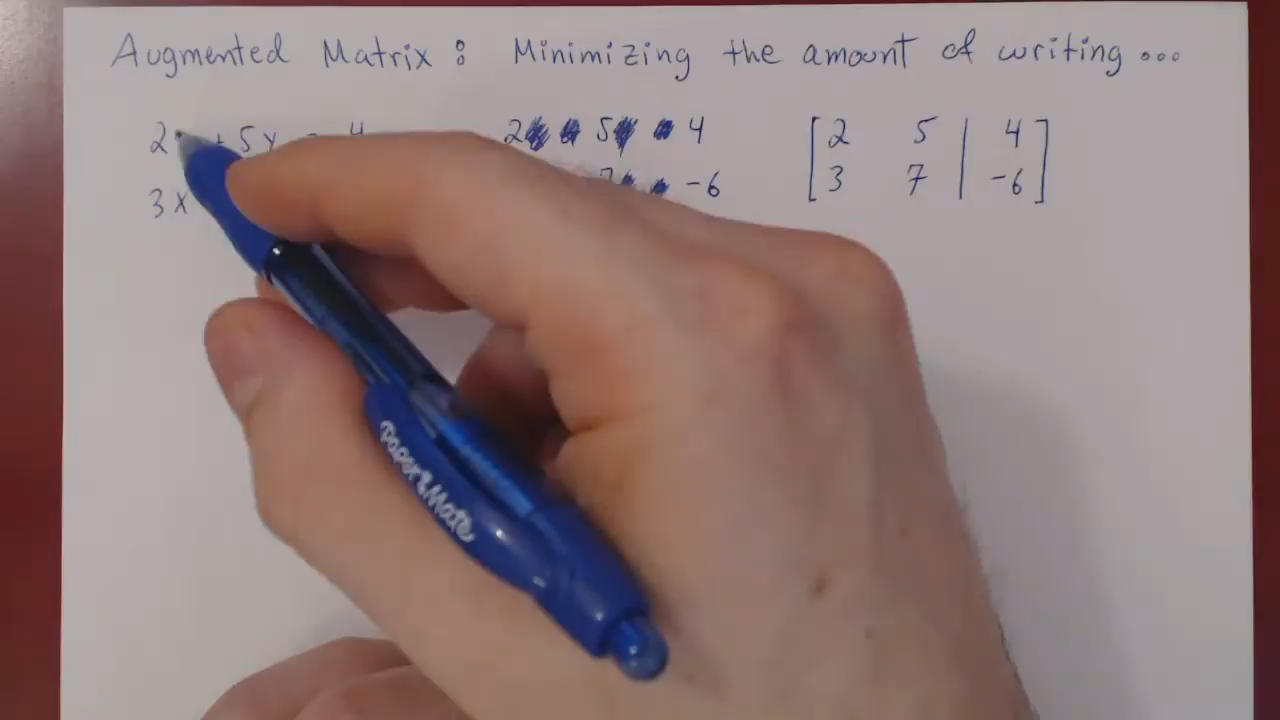 Augmented Matrix: Minimizing the amount of writing...
2 + 5y = 4
2 5 4
[2 5 | 4]
3x
-6
[3 7 | -6]
PaperMate